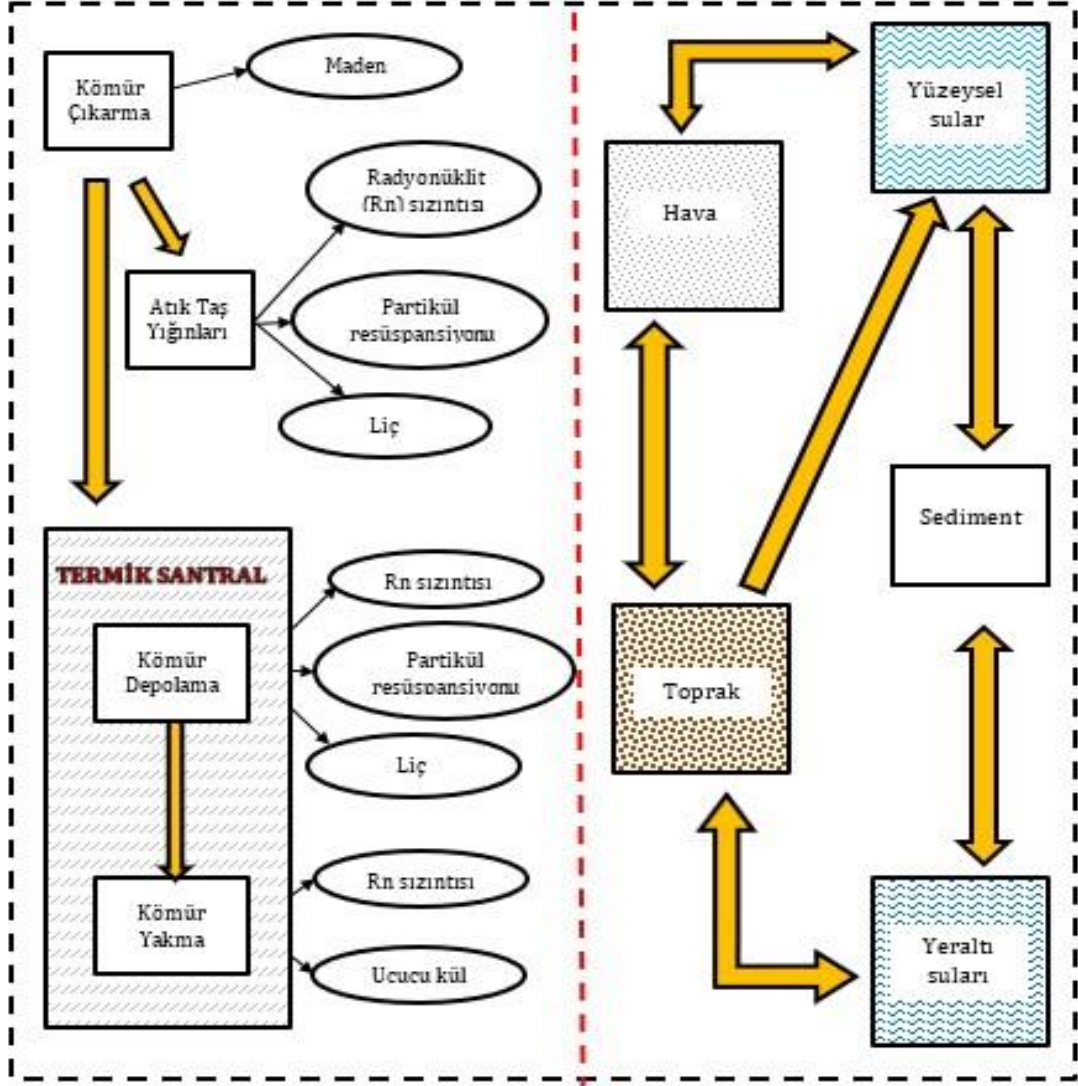 Kömür
Çıkarma
Maden
Radyonüklit
(Rn) sızıntısı
Atık Taş
Yığınları
Partikül
resüspansiyonu
Liç
TERMİK SANTRAL
Kömür
Depolama
Rn sızıntısı
Partikül
resüspansiyonu
Liç
Kömür
Yakma
Rn sızıntısı
Uçucu kül
Yüzeysel
sular
Hava
Sediment
Toprak
Yeraltı
suları